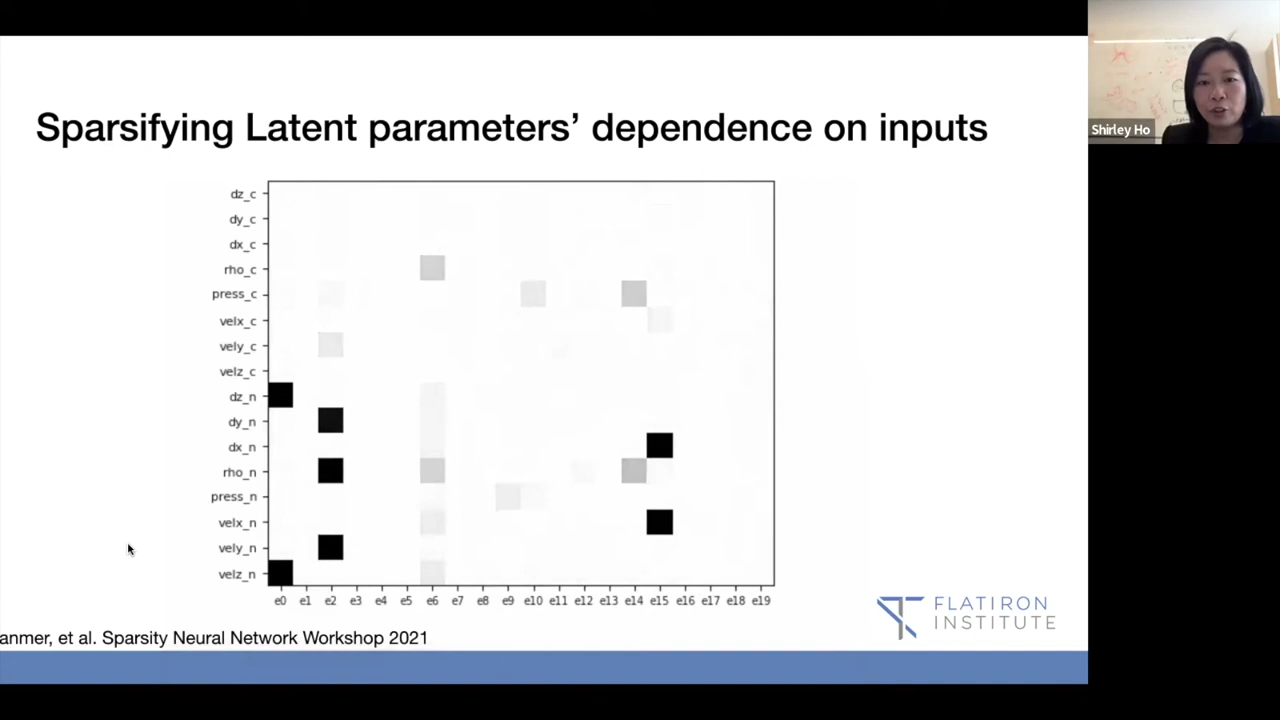 Sparsifying Latent parameters’ dependence on inputs
Shirley Ho
dz_c
dy_c
dx_c
rho_c
press_c
velx_c
vely_c
velz_c
dz_n
dy_n
dx_n
rho_n
press_n
velx_n
vely_n
velz_n
e0 e1 e2 e3 e4 e5 e6 e7 e8 e9 e10 e11 e12 e13 e14 e15 e16 e17 e18 e19
FLATIRON
INSTITUTE
anmer, et al. Sparsity Neural Network Workshop 2021